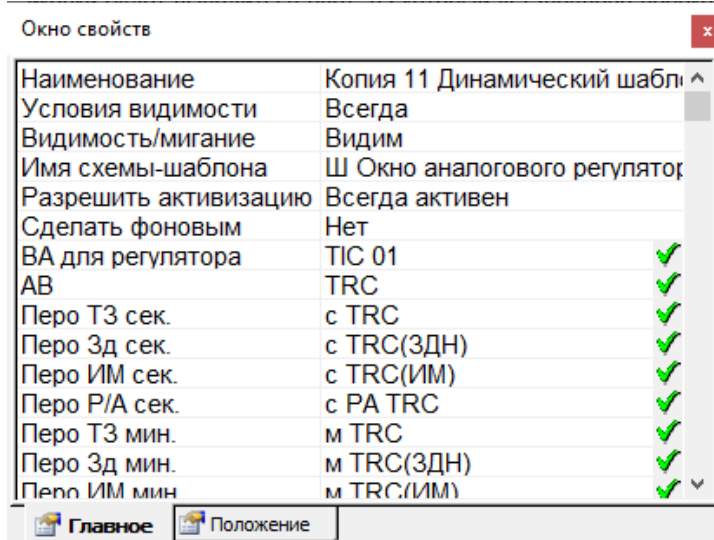 Окно свойств
x
Наименование Копия 11 Динамический шабл
Условия видимости Всегда
Видимость/мигание Видим
Имя схемы-шаблона Ш Окно аналогового регулятор
Разрешить активизацию Всегда активен
Сделать фоновым Нет
ВА для регулятора TIC 01
АВ TRC
Перо ТЗ сек. с TRC
Перо Зд сек. с TRC(ЗДН)
Перо ИМ сек. с TRC(ИМ)
Перо Р/А сек. с РА TRC
Перо ТЗ мин. м TRC
Перо Зд мин. м TRC(ЗДН)
Перо ИМ мин м TRC(ИМ)
Главное Положение